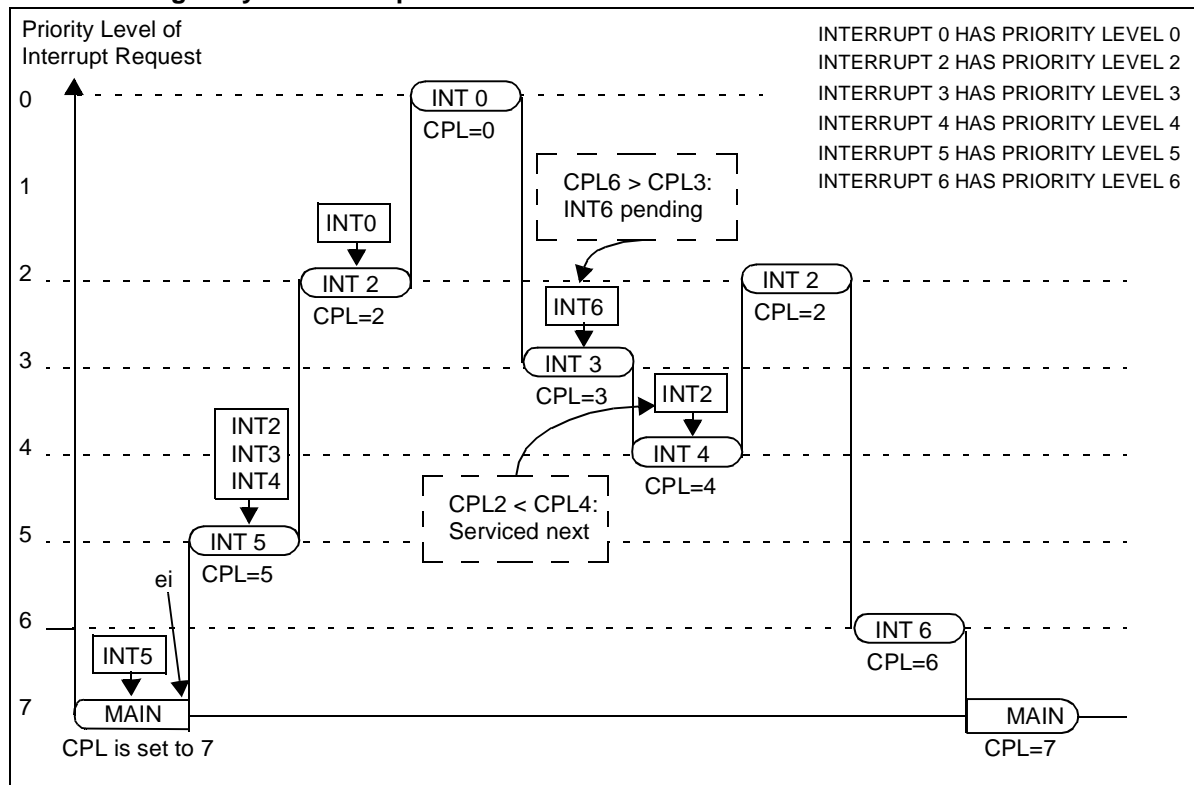 Priority Level of
Interrupt Request
INTERRUPT 0 HAS PRIORITY LEVEL 0
INTERRUPT 2 HAS PRIORITY LEVEL 2
INTERRUPT 3 HAS PRIORITY LEVEL 3
INTERRUPT 4 HAS PRIORITY LEVEL 4
INTERRUPT 5 HAS PRIORITY LEVEL 5
INTERRUPT 6 HAS PRIORITY LEVEL 6
0
INT 0
CPL=0
1
CPL6 > CPL3:
INT6 pending
INT0
2
INT 2
CPL=2
INT 2
CPL=2
INT6
3
INT 3
CPL=3
INT2
INT2
INT3
INT4
4
INT 4
CPL=4
CPL2 < CPL4:
Serviced next
5
INT 5
CPL=5
ei
6
INT 6
CPL=6
INT5
7
MAIN
CPL is set to 7
MAIN
CPL=7